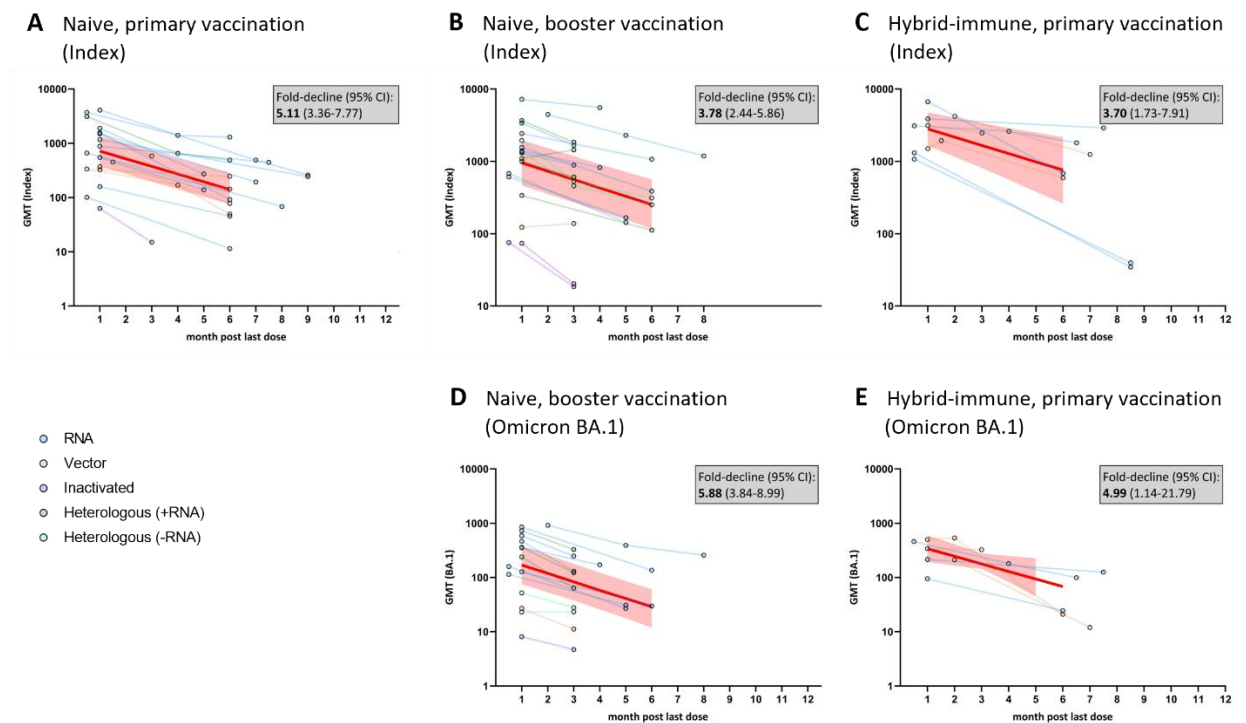 A Naive, primary vaccination
(Index)
Fold-decline (95% CI):
5.11 (3.36-7.77)
GMT (Index)
10000
1000
100
10
1
1 2 3 4 5 6 7 8 9 10 11 12
month post last dose
B Naive, booster vaccination
(Index)
Fold-decline (95% CI):
3.78 (2.44-5.86)
GMT (Index)
10000
1000
100
10
1 2 3 4 5 6 7 8
month post last dose
C Hybrid-immune, primary vaccination
(Index)
Fold-decline (95% CI):
3.70 (1.73-7.91)
GMT (Index)
10000
1000
100
10
1 2 3 4 5 6 7 8 9 10 11 12
month post last dose
RNA
Vector
Inactivated
Heterologous (+RNA)
Heterologous (-RNA)
D Naive, booster vaccination
(Omicron BA.1)
Fold-decline (95% CI):
5.88 (3.84-8.99)
GMT (BA.1)
10000
1000
100
10
1
1 2 3 4 5 6 7 8 9 10 11 12
month post last dose
E Hybrid-immune, primary vaccination
(Omicron BA.1)
Fold-decline (95% CI):
4.99 (1.14-21.79)
GMT (BA.1)
10000
1000
100
10
1
1 2 3 4 5 6 7 8 9 10 11 12
month post last dose